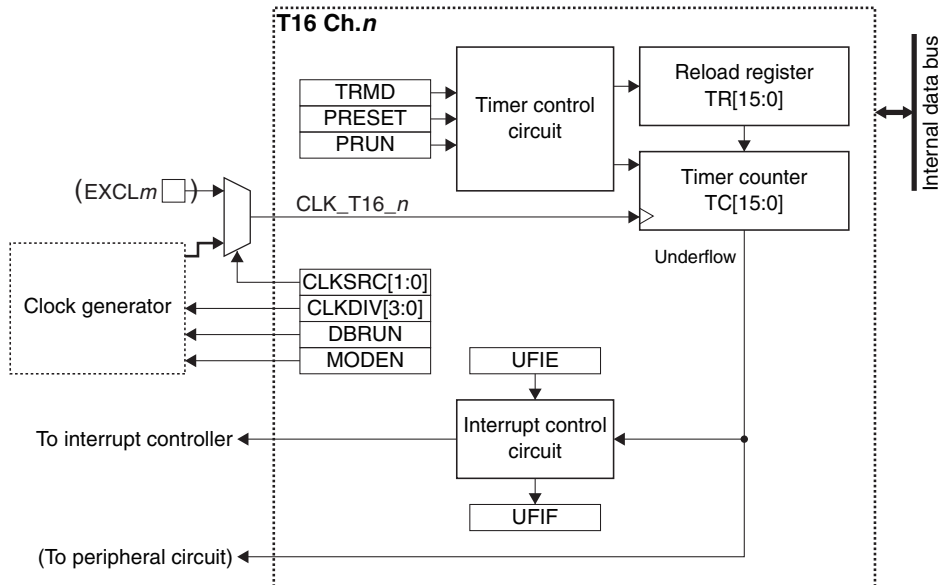 T16 Ch.n
TRMD
PRESET
PRUN
Timer control
circuit
Reload register
TR[15:0]
Timer counter
TC[15:0]
Internal data bus
(EXCLm)
CLK_T16_n
Underflow
Clock generator
CLKSRC[1:0]
CLKDIV[3:0]
DBRUN
MODEN
UFIE
Interrupt control
circuit
UFIF
To interrupt controller
(To peripheral circuit)